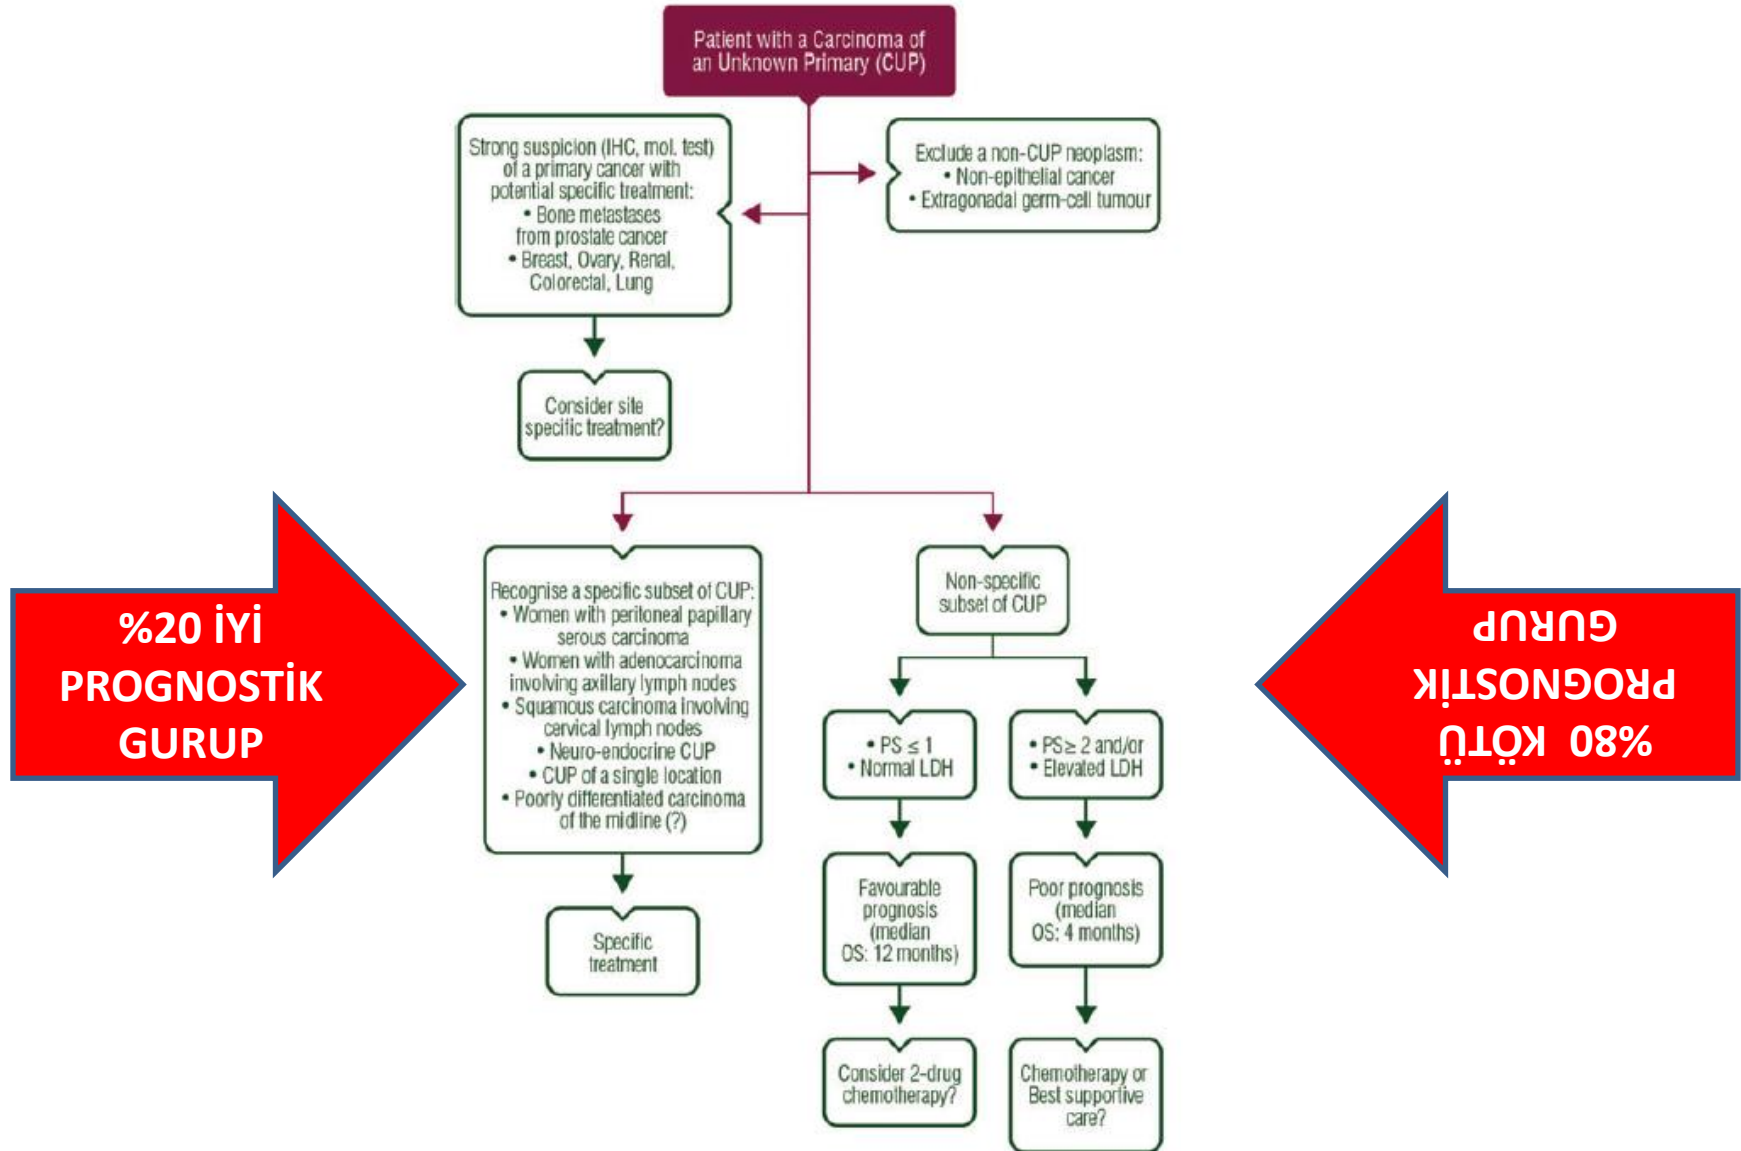 Patient with a Carcinoma of
an Unknown Primary (CUP)
Strong suspicion (IHC, mol. test)
of a primary cancer with
potential specific treatment:
• Bone metastases
from prostate cancer
• Breast, Ovary, Renal,
Colorectal, Lung
Exclude a non-CUP neoplasm:
• Non-epithelial cancer
• Extragonadal germ-cell tumour
Consider site
specific treatment?
%20 İYİ
PROGNOSTİK
GURUP
Recognise a specific subset of CUP:
• Women with peritoneal papillary
serous carcinoma
• Women with adenocarcinoma
involving axillary lymph nodes
• Squamous carcinoma involving
cervical lymph nodes
• Neuro-endocrine CUP
• CUP of a single location
• Poorly differentiated carcinoma
of the midline (?)
Specific
treatment
Non-specific
subset of CUP
• PS ≤ 1
• Normal LDH
• PS ≥ 2 and/or
• Elevated LDH
Favourable
prognosis
(median
OS: 12 months)
Poor prognosis
(median
OS: 4 months)
Consider 2-drug
chemotherapy?
Chemotherapy or
Best supportive
care?
%80 KÖTÜ
PROGNOSTİK
GURUP